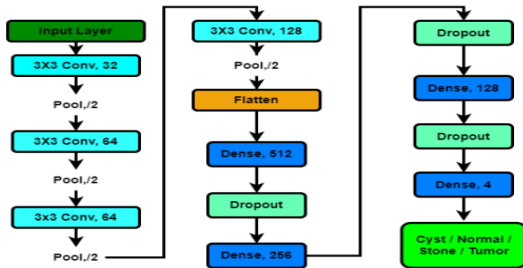 Input Layer
3X3 Conv, 32
Pool,/2
3X3 Conv, 64
Pool,/2
3x3 Conv, 64
Pool,/2
3X3 Conv, 128
Pool,/2
Flatten
Dense, 512
Dropout
Dense, 256
Dropout
Dense, 128
Dropout
Dense, 4
Cyst / Normal /
Stone / Tumor